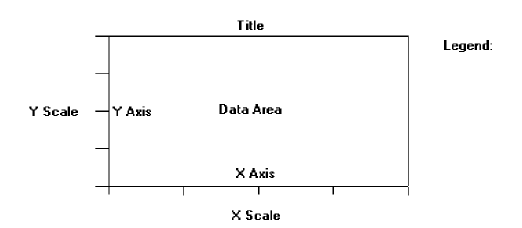 Title
Legend:
Y Scale
Y Axis
Data Area
X Axis
X Scale